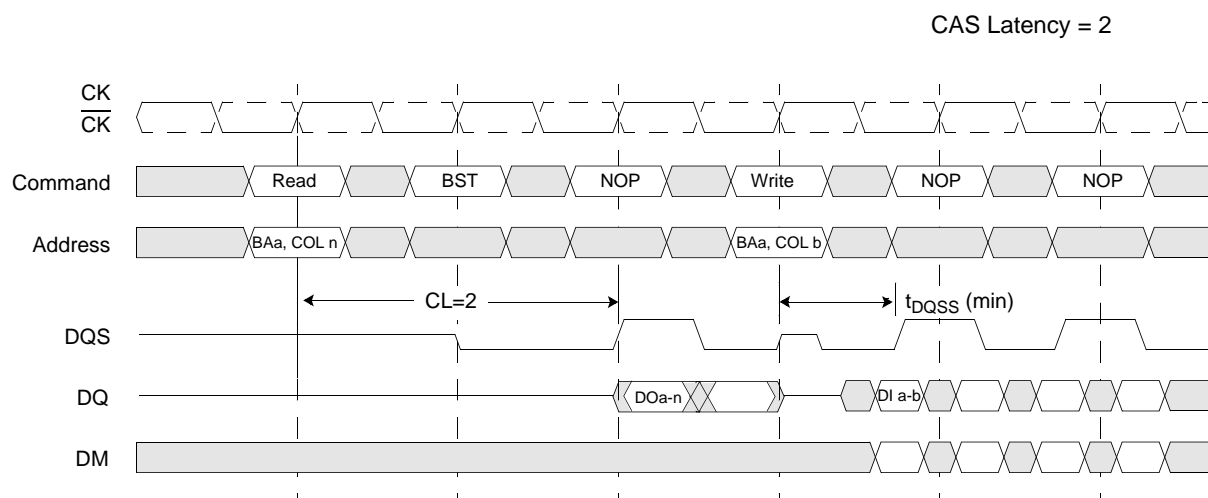 CAS Latency = 2
CK
CK
Command
Read
BST
NOP
Write
NOP
NOP
Address
BAa, COL n
BAa, COL b
CL=2
tDQSS (min)
DQS
DQ
DOa-n
DI a-b
DM